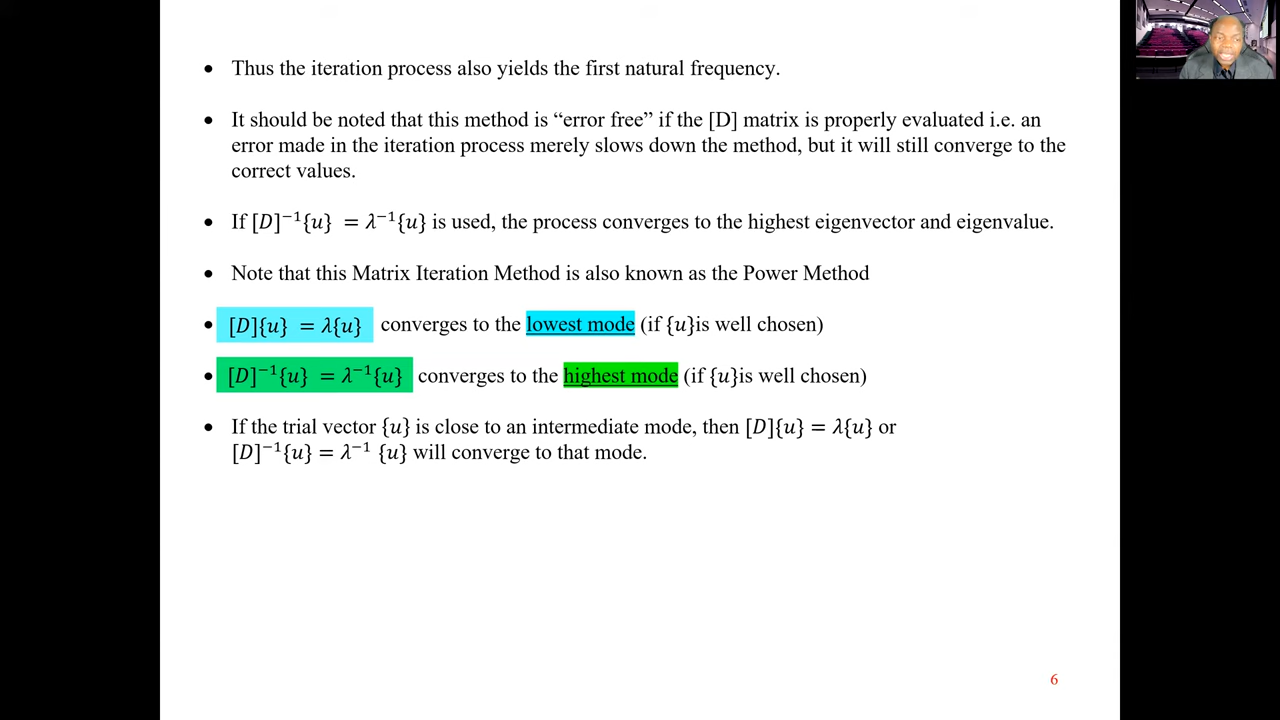 • Thus the iteration process also yields the first natural frequency.
• It should be noted that this method is “error free” if the [D] matrix is properly evaluated i.e. an
error made in the iteration process merely slows down the method, but it will still converge to the
correct values.
• If [𝐷]⁻¹{𝑢} = 𝜆⁻¹{𝑢} is used, the process converges to the highest eigenvector and eigenvalue.
• Note that this Matrix Iteration Method is also known as the Power Method
• [𝐷]{𝑢} = 𝜆{𝑢} converges to the lowest mode (if {𝑢}is well chosen)
• [𝐷]⁻¹{𝑢} = 𝜆⁻¹{𝑢} converges to the highest mode (if {𝑢}is well chosen)
• If the trial vector {𝑢} is close to an intermediate mode, then [𝐷]{𝑢} = 𝜆{𝑢} or
[𝐷]⁻¹{𝑢} = 𝜆⁻¹ {𝑢} will converge to that mode.
6